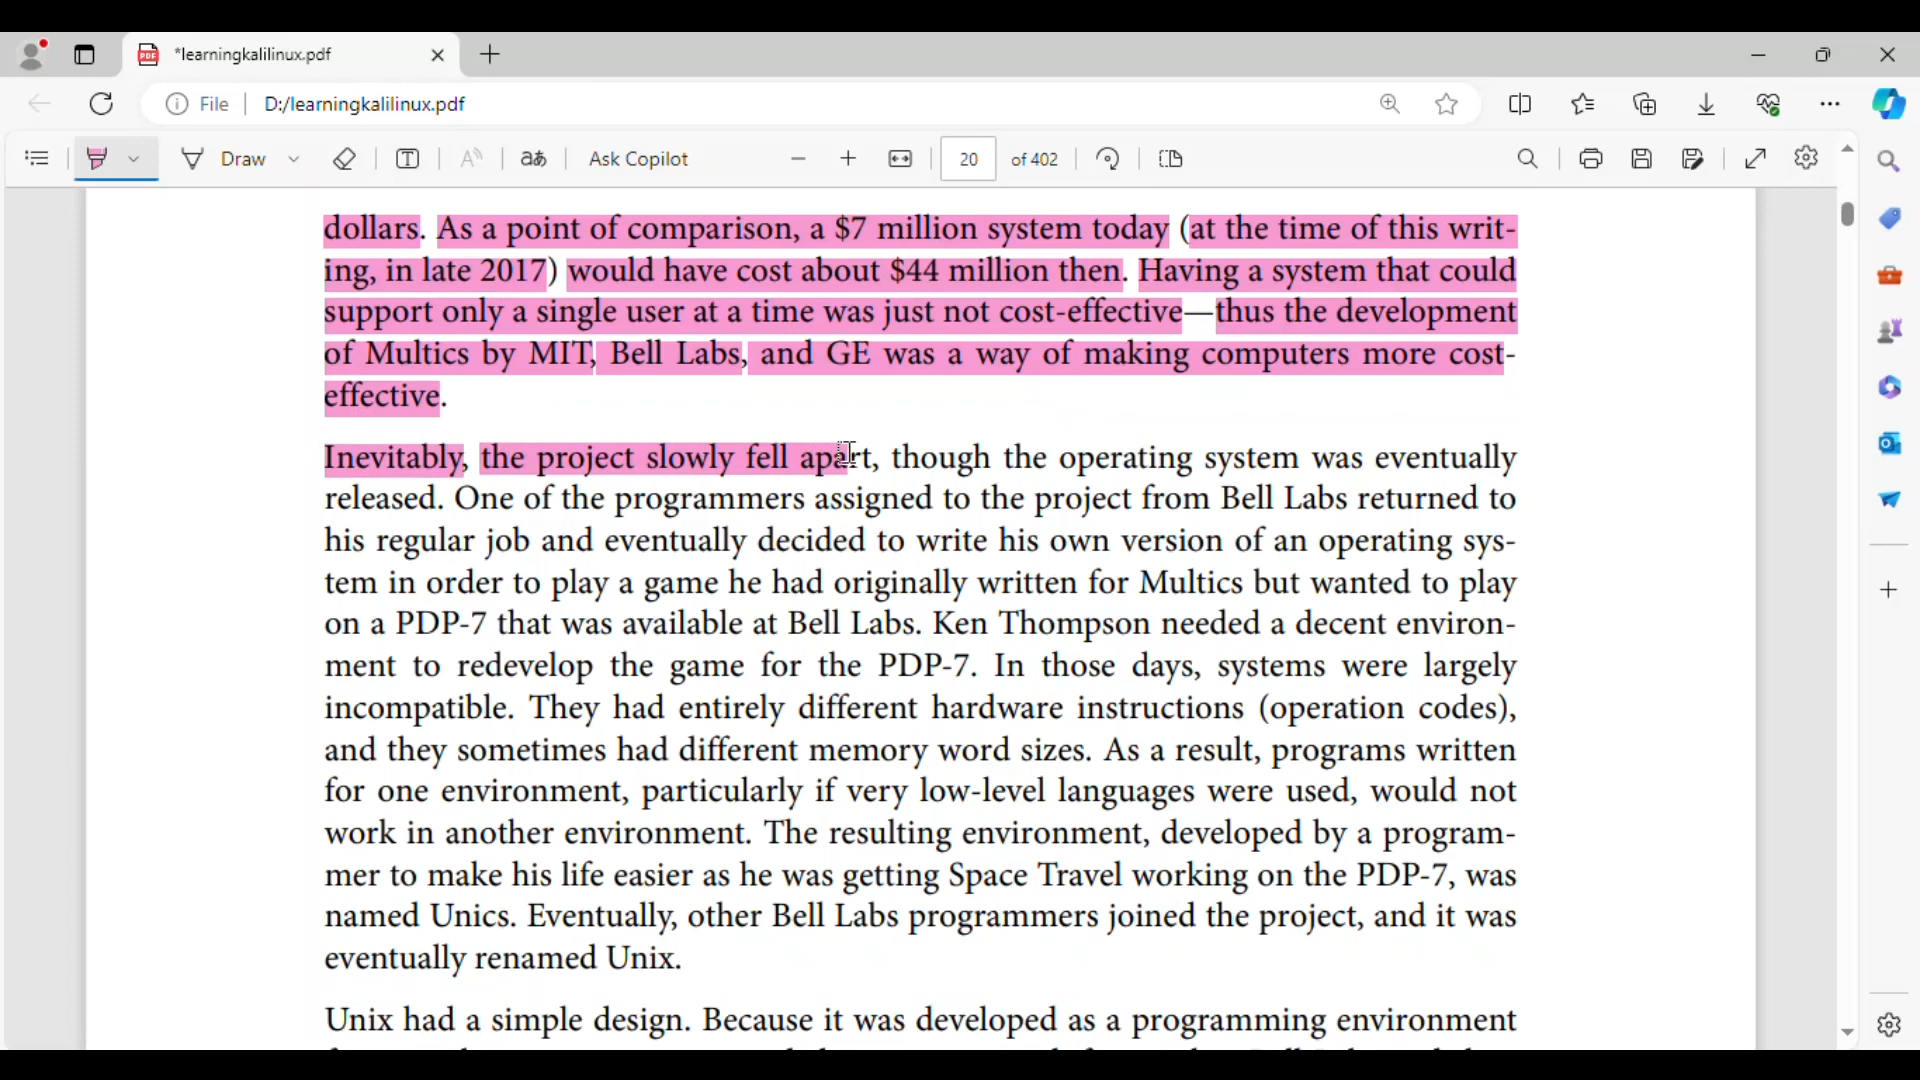 *learningkalilinux.pdf
File D:/learningkalilinux.pdf
Draw Ask Copilot 20 of 402
dollars. As a point of comparison, a $7 million system today (at the time of this writ-
ing, in late 2017) would have cost about $44 million then. Having a system that could
support only a single user at a time was just not cost-effective—thus the development
of Multics by MIT, Bell Labs, and GE was a way of making computers more cost-
effective.
Inevitably, the project slowly fell apart, though the operating system was eventually
released. One of the programmers assigned to the project from Bell Labs returned to
his regular job and eventually decided to write his own version of an operating sys-
tem in order to play a game he had originally written for Multics but wanted to play
on a PDP-7 that was available at Bell Labs. Ken Thompson needed a decent environ-
ment to redevelop the game for the PDP-7. In those days, systems were largely
incompatible. They had entirely different hardware instructions (operation codes),
and they sometimes had different memory word sizes. As a result, programs written
for one environment, particularly if very low-level languages were used, would not
work in another environment. The resulting environment, developed by a program-
mer to make his life easier as he was getting Space Travel working on the PDP-7, was
named Unics. Eventually, other Bell Labs programmers joined the project, and it was
eventually renamed Unix.
Unix had a simple design. Because it was developed as a programming environment